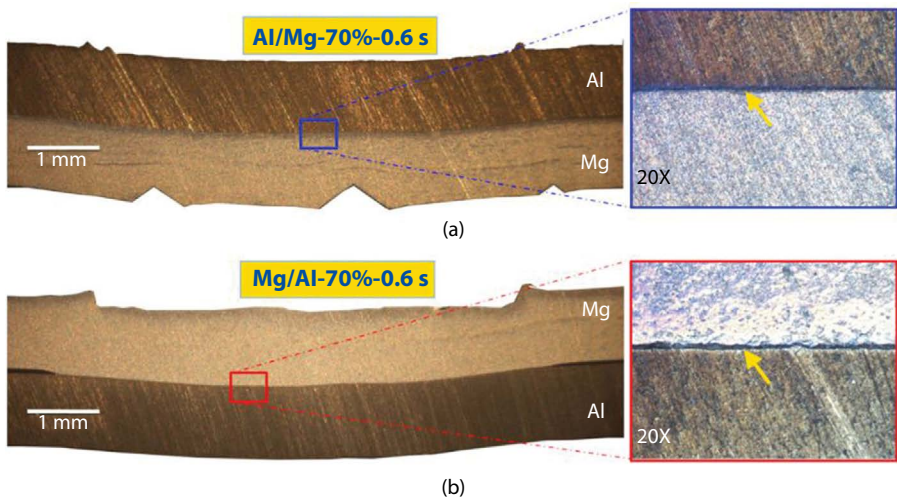 Al/Mg-70%-0.6 s
Al
Mg
1 mm
20X
(a)
Mg/Al-70%-0.6 s
Mg
Al
1 mm
20X
(b)